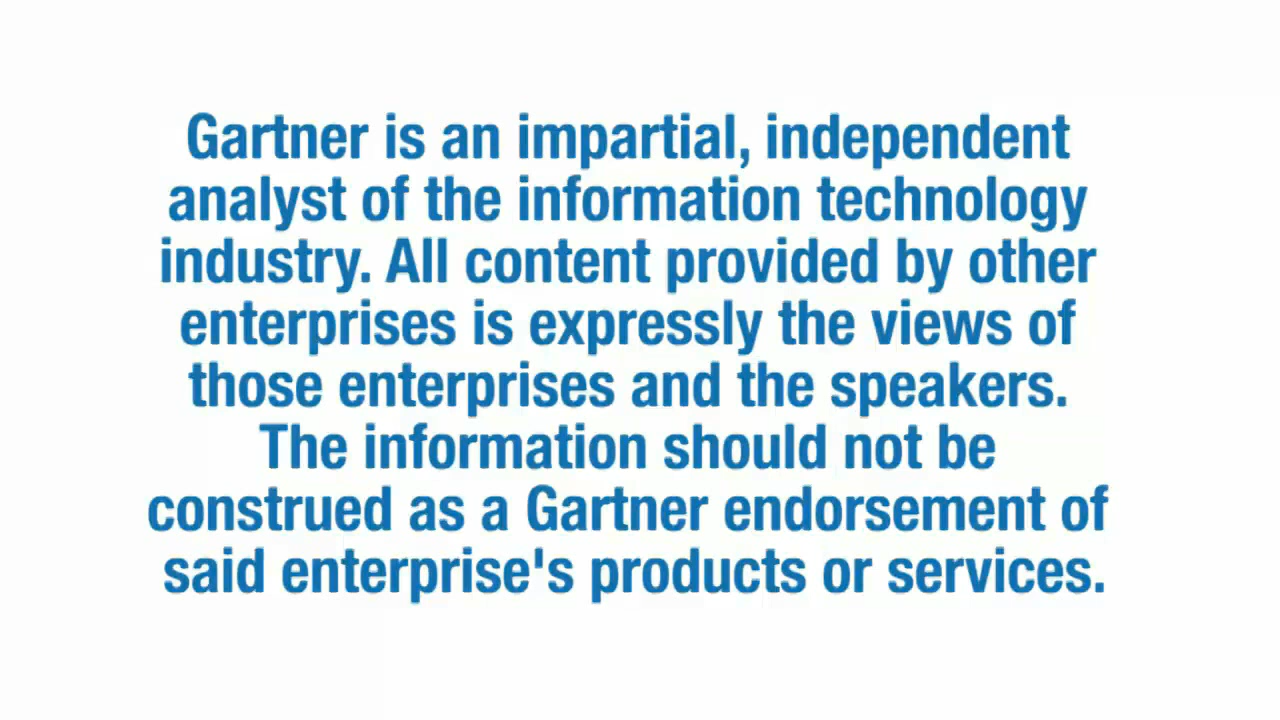 Gartner is an impartial, independent
analyst of the information technology
industry. All content provided by other
enterprises is expressly the views of
those enterprises and the speakers.
The information should not be
construed as a Gartner endorsement of
said enterprise's products or services.